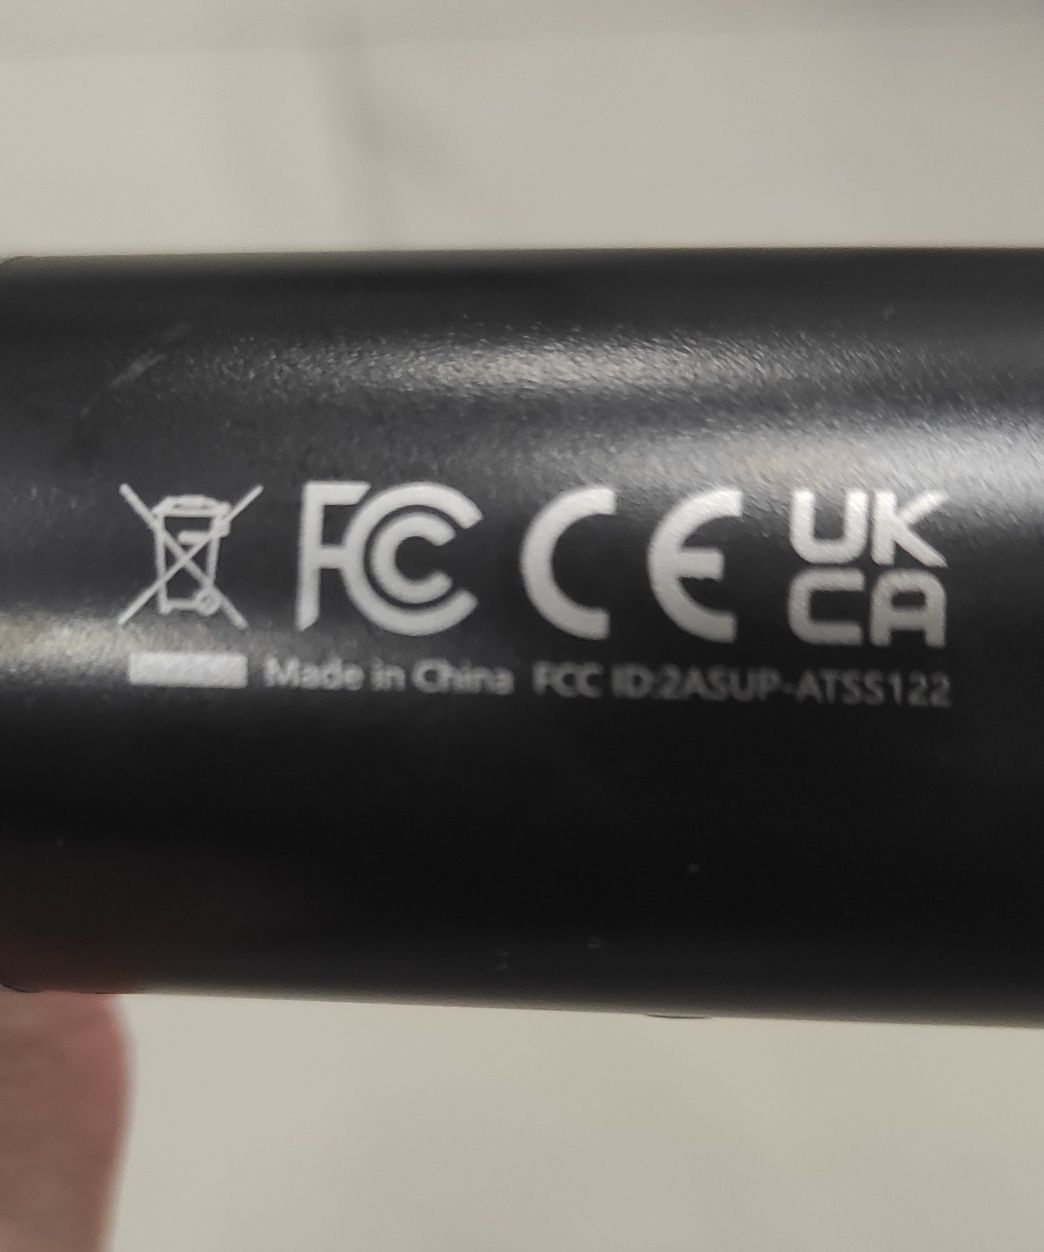 FC CE UK
CA
Made in China FCC ID:2ASUP-ATSS122